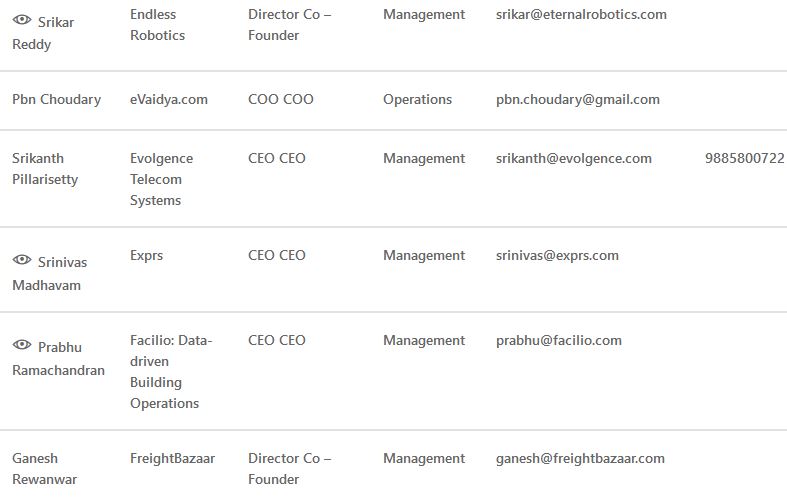 Srikar Reddy Endless Robotics Director Co – Founder Management srikar@eternalrobotics.com
Pbn Choudary eVaidya.com COO COO Operations pbn.choudary@gmail.com
Srikanth Pillarisetty Evolgence Telecom Systems CEO CEO Management srikanth@evolgence.com 9885800722
Srinivas Madhavam Exprs CEO CEO Management srinivas@exprs.com
Prabhu Ramachandran Facilio: Data-driven Building Operations CEO CEO Management prabhu@facilio.com
Ganesh Rewanwar FreightBazaar Director Co – Founder Management ganesh@freightbazaar.com